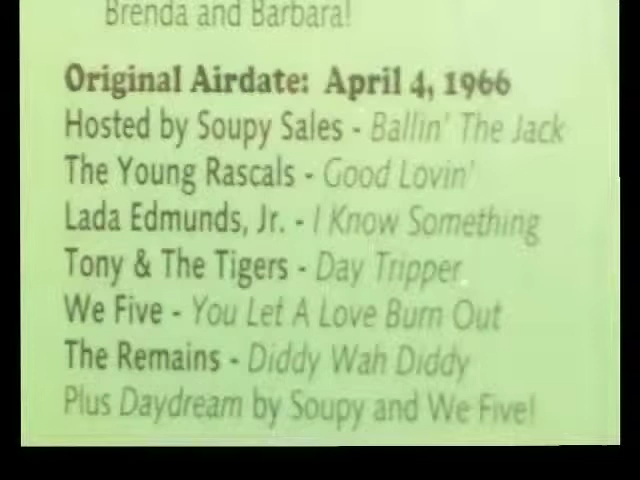 Brenda and Barbara!
Original Airdate: April 4, 1966
Hosted by Soupy Sales - Ballin' The Jack
The Young Rascals - Good Lovin'
Lada Edmunds, Jr. - I Know Something
Tony & The Tigers - Day Tripper
We Five - You Let A Love Burn Out
The Remains - Diddy Wah Diddy
Plus Daydream by Soupy and We Five!